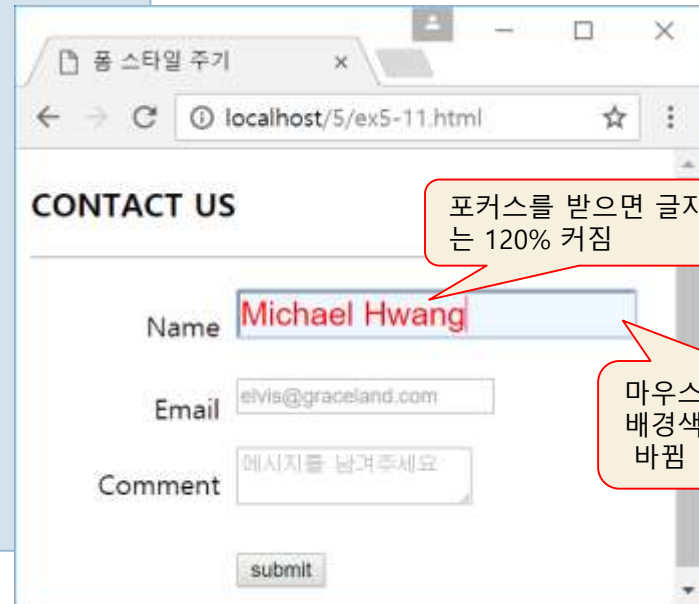 폼 스타일 주기
localhost/5/ex5-11.html
CONTACT US
포커스를 받으면
는 120% 커짐
Name
Michael Hwang
마우스
배경색
바뀜
Email
elvis@graceland.com
Comment
메시지를 남겨주세요
submit